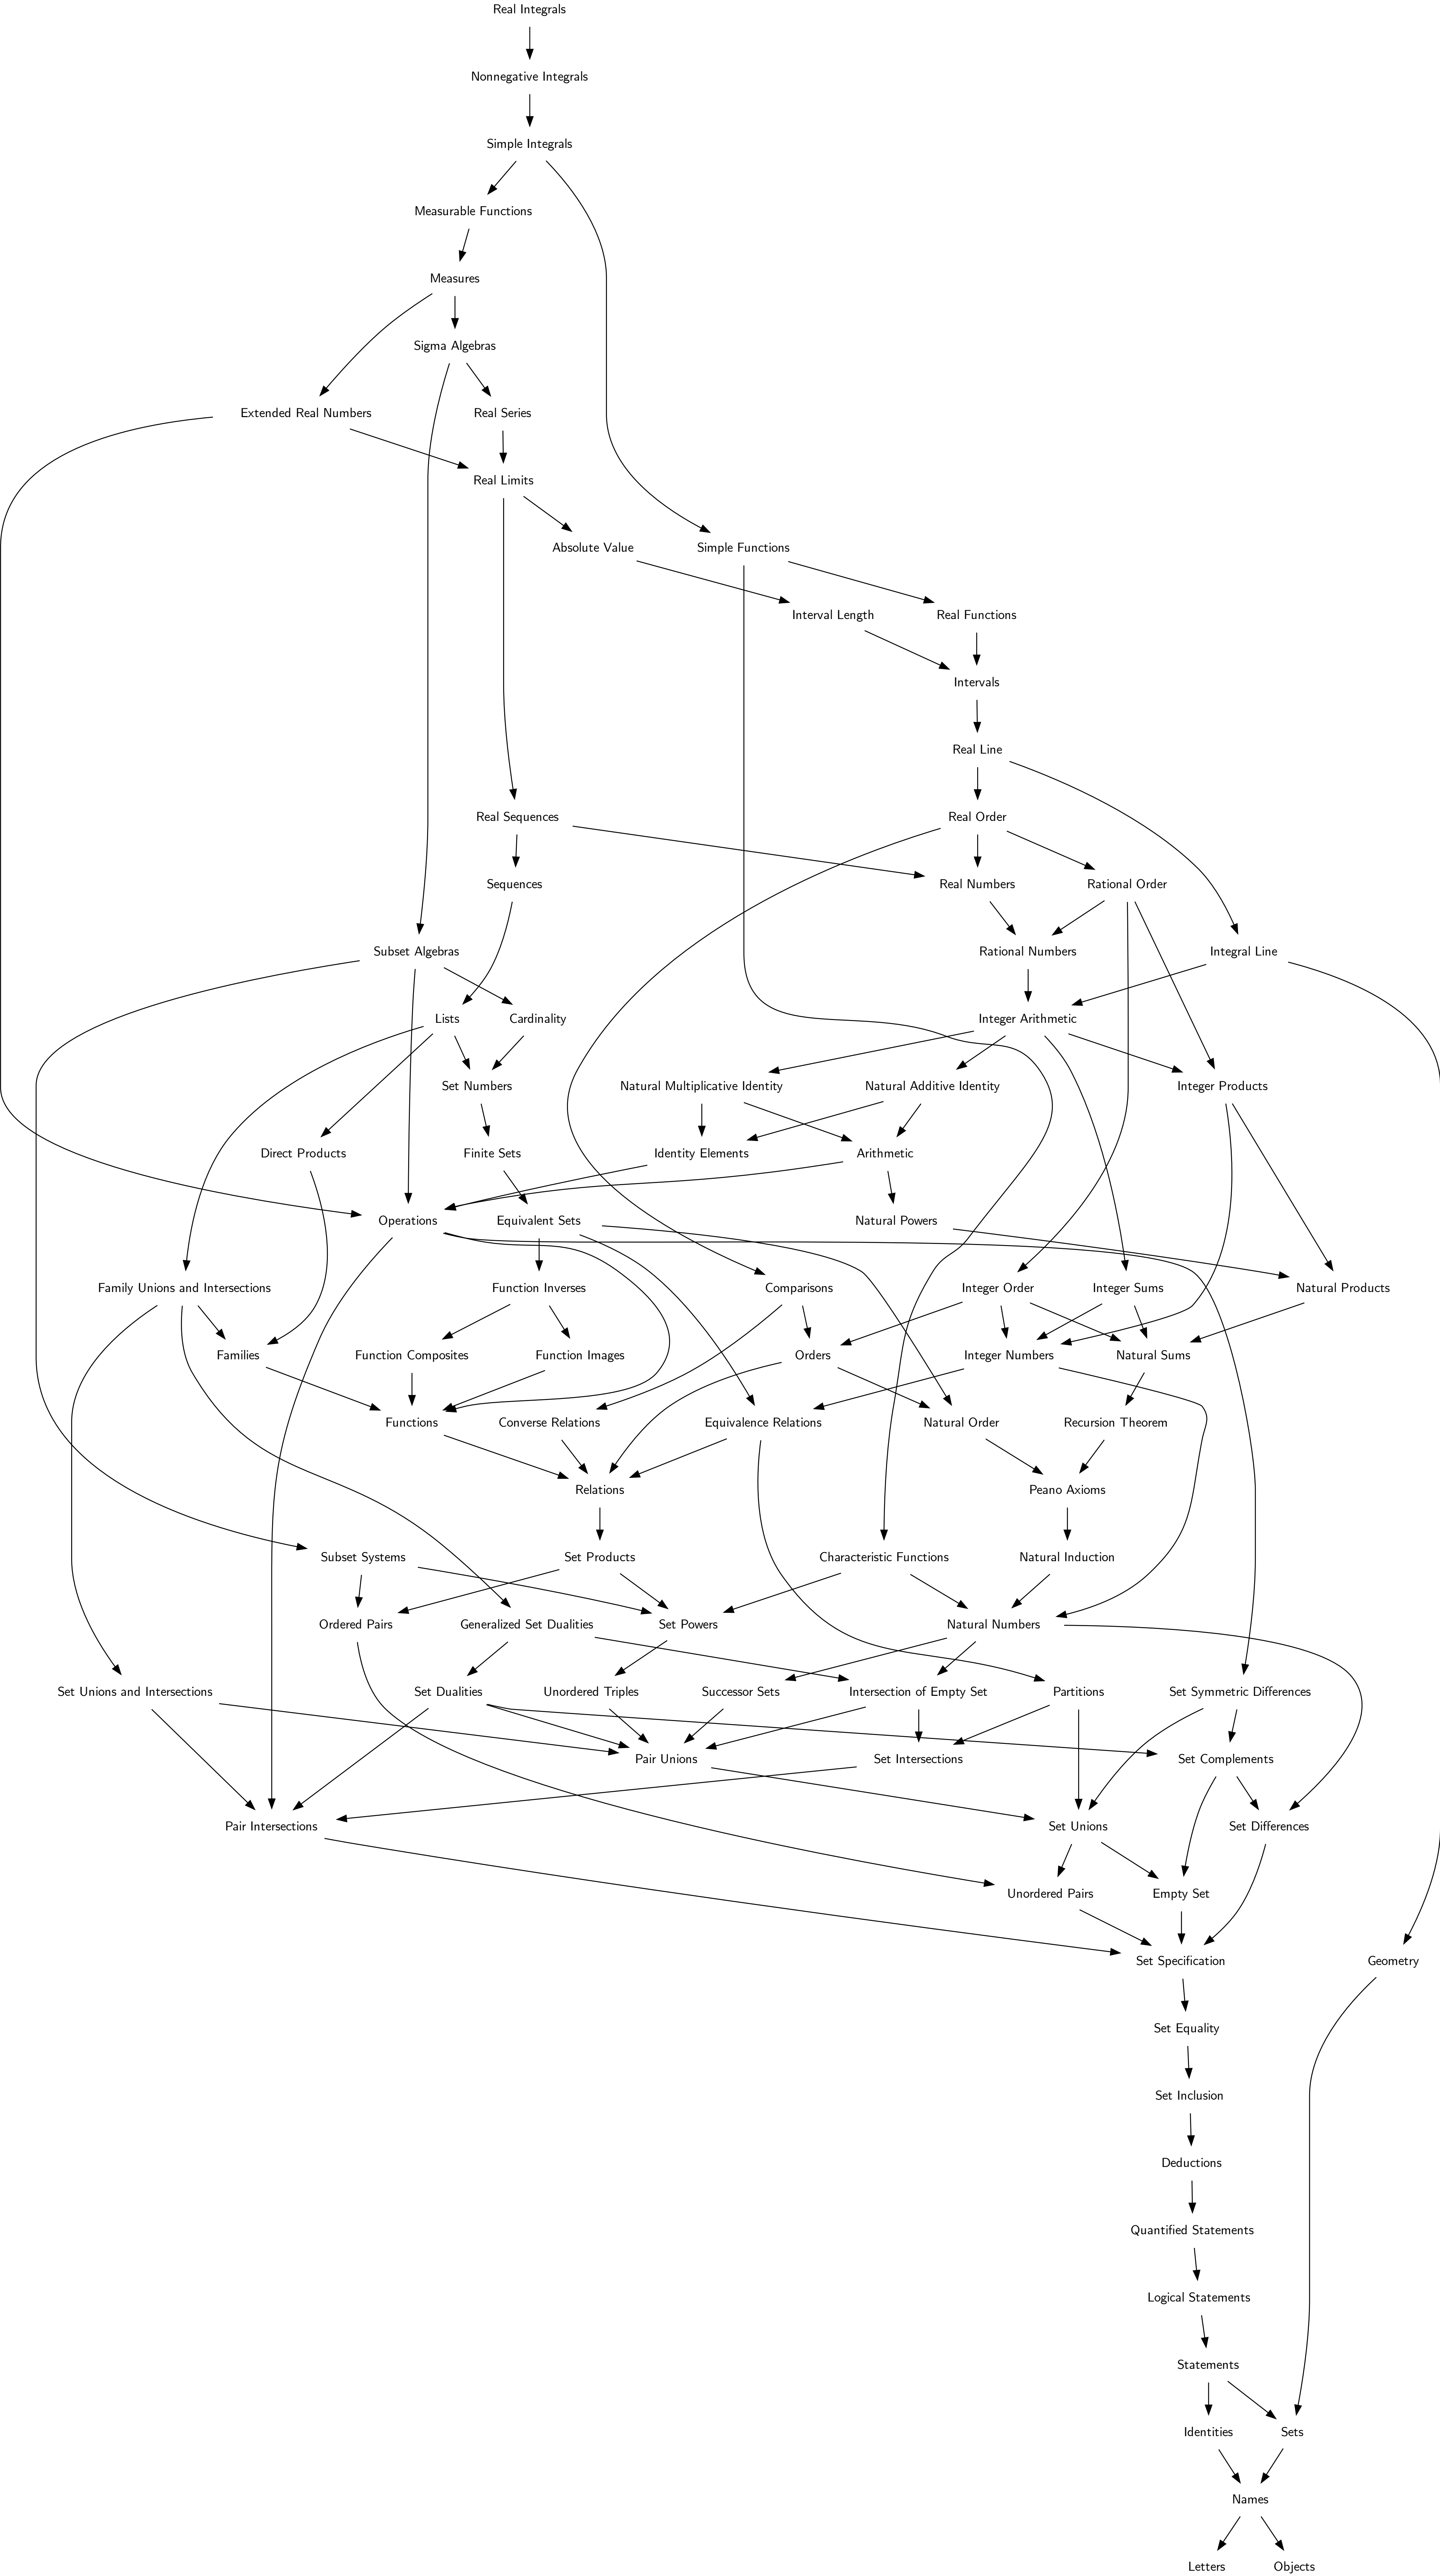 Real Integrals
Nonnegative Integrals
Simple Integrals
Measurable Functions
Measures
Sigma Algebras
Extended Real Numbers
Real Series
Real Limits
Absolute Value
Simple Functions
Interval Length
Real Functions
Intervals
Real Line
Real Sequences
Real Order
Sequences
Real Numbers
Rational Order
Subset Algebras
Rational Numbers
Integral Line
Lists
Cardinality
Integer Arithmetic
Set Numbers
Natural Multiplicative Identity
Natural Additive Identity
Integer Products
Direct Products
Finite Sets
Identity Elements
Arithmetic
Operations
Equivalent Sets
Natural Powers
Family Unions and Intersections
Function Inverses
Comparisons
Integer Order
Integer Sums
Natural Products
Families
Function Composites
Function Images
Orders
Integer Numbers
Natural Sums
Functions
Converse Relations
Equivalence Relations
Natural Order
Recursion Theorem
Relations
Peano Axioms
Subset Systems
Set Products
Characteristic Functions
Natural Induction
Ordered Pairs
Generalized Set Dualities
Set Powers
Natural Numbers
Set Unions and Intersections
Set Dualities
Unordered Triples
Successor Sets
Intersection of Empty Set
Partitions
Set Symmetric Differences
Pair Unions
Set Intersections
Set Complements
Pair Intersections
Set Unions
Set Differences
Unordered Pairs
Empty Set
Set Specification
Geometry
Set Equality
Set Inclusion
Deductions
Quantified Statements
Logical Statements
Statements
Identities
Sets
Names
Letters
Objects